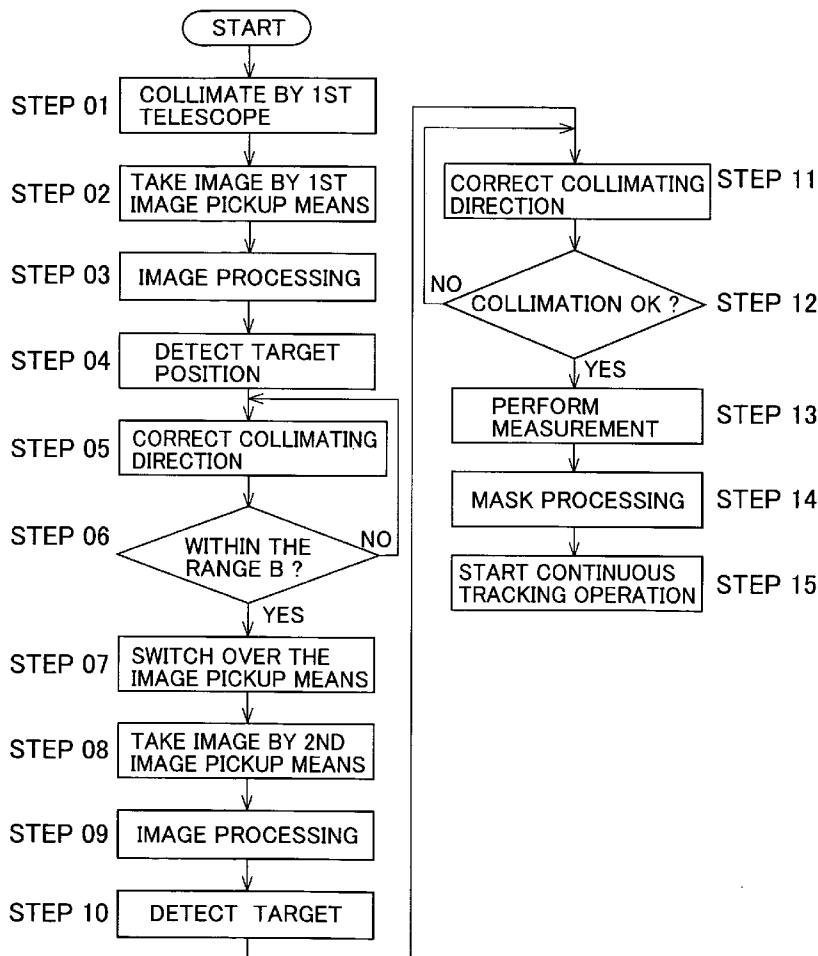 START
STEP 01
COLLIMATE BY 1ST
TELESCOPE
STEP 02
TAKE IMAGE BY 1ST
IMAGE PICKUP MEANS
STEP 03
IMAGE PROCESSING
STEP 04
DETECT TARGET
POSITION
STEP 05
CORRECT COLLIMATING
DIRECTION
STEP 06
WITHIN THE
RANGE B ?
NO
YES
STEP 07
SWITCH OVER THE
IMAGE PICKUP MEANS
STEP 08
TAKE IMAGE BY 2ND
IMAGE PICKUP MEANS
STEP 09
IMAGE PROCESSING
STEP 10
DETECT TARGET
CORRECT COLLIMATING
DIRECTION
STEP 11
NO
COLLIMATION OK ?
STEP 12
YES
PERFORM
MEASUREMENT
STEP 13
MASK PROCESSING
STEP 14
START CONTINUOUS
TRACKING OPERATION
STEP 15